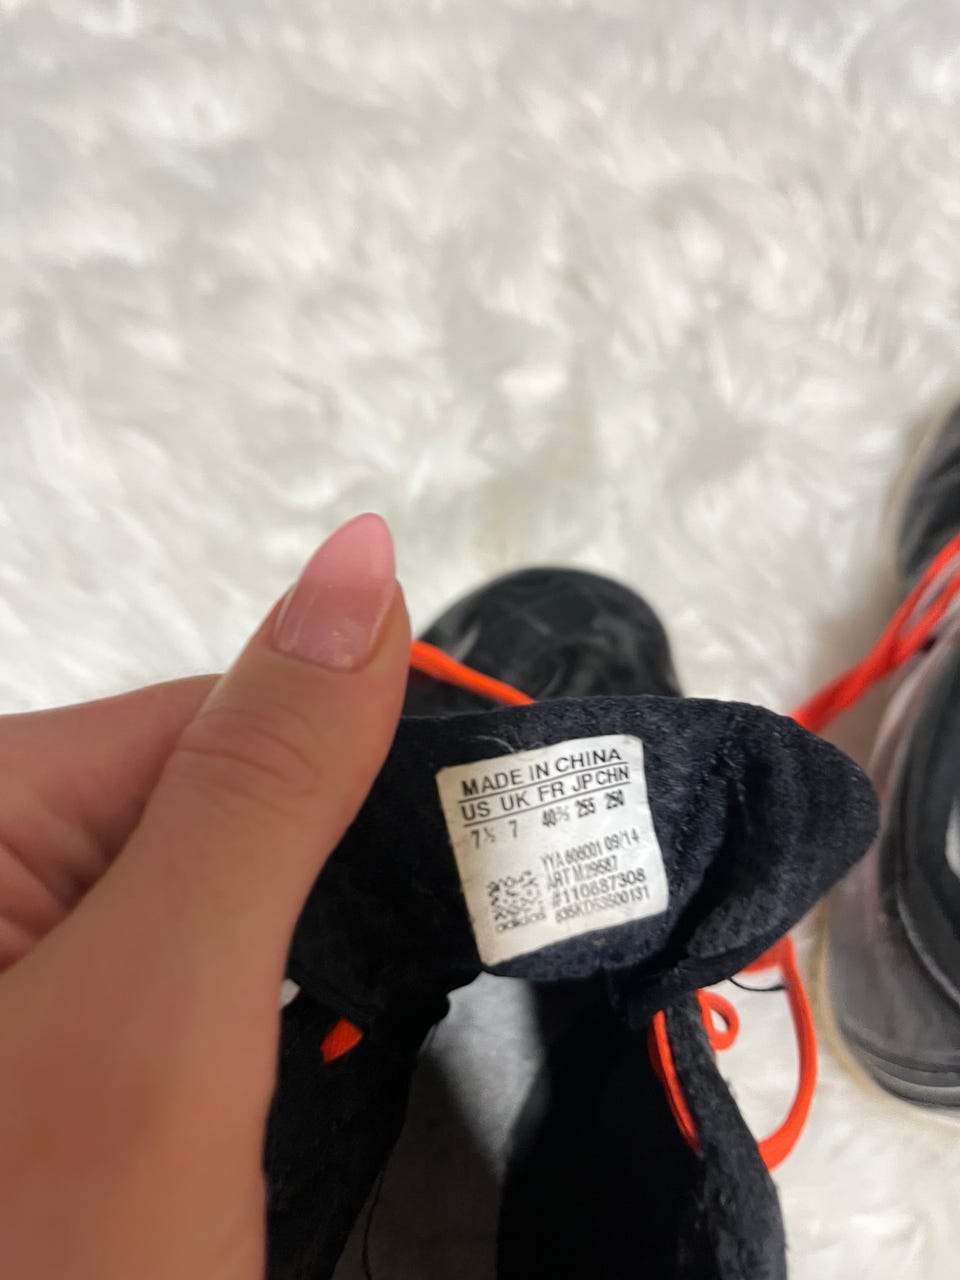 MADE IN CHINA
US UK FR JP CHN
7½ 7 40⅔ 255 250
YYA 606001 09/14
ART M29587
#110687308
adidas